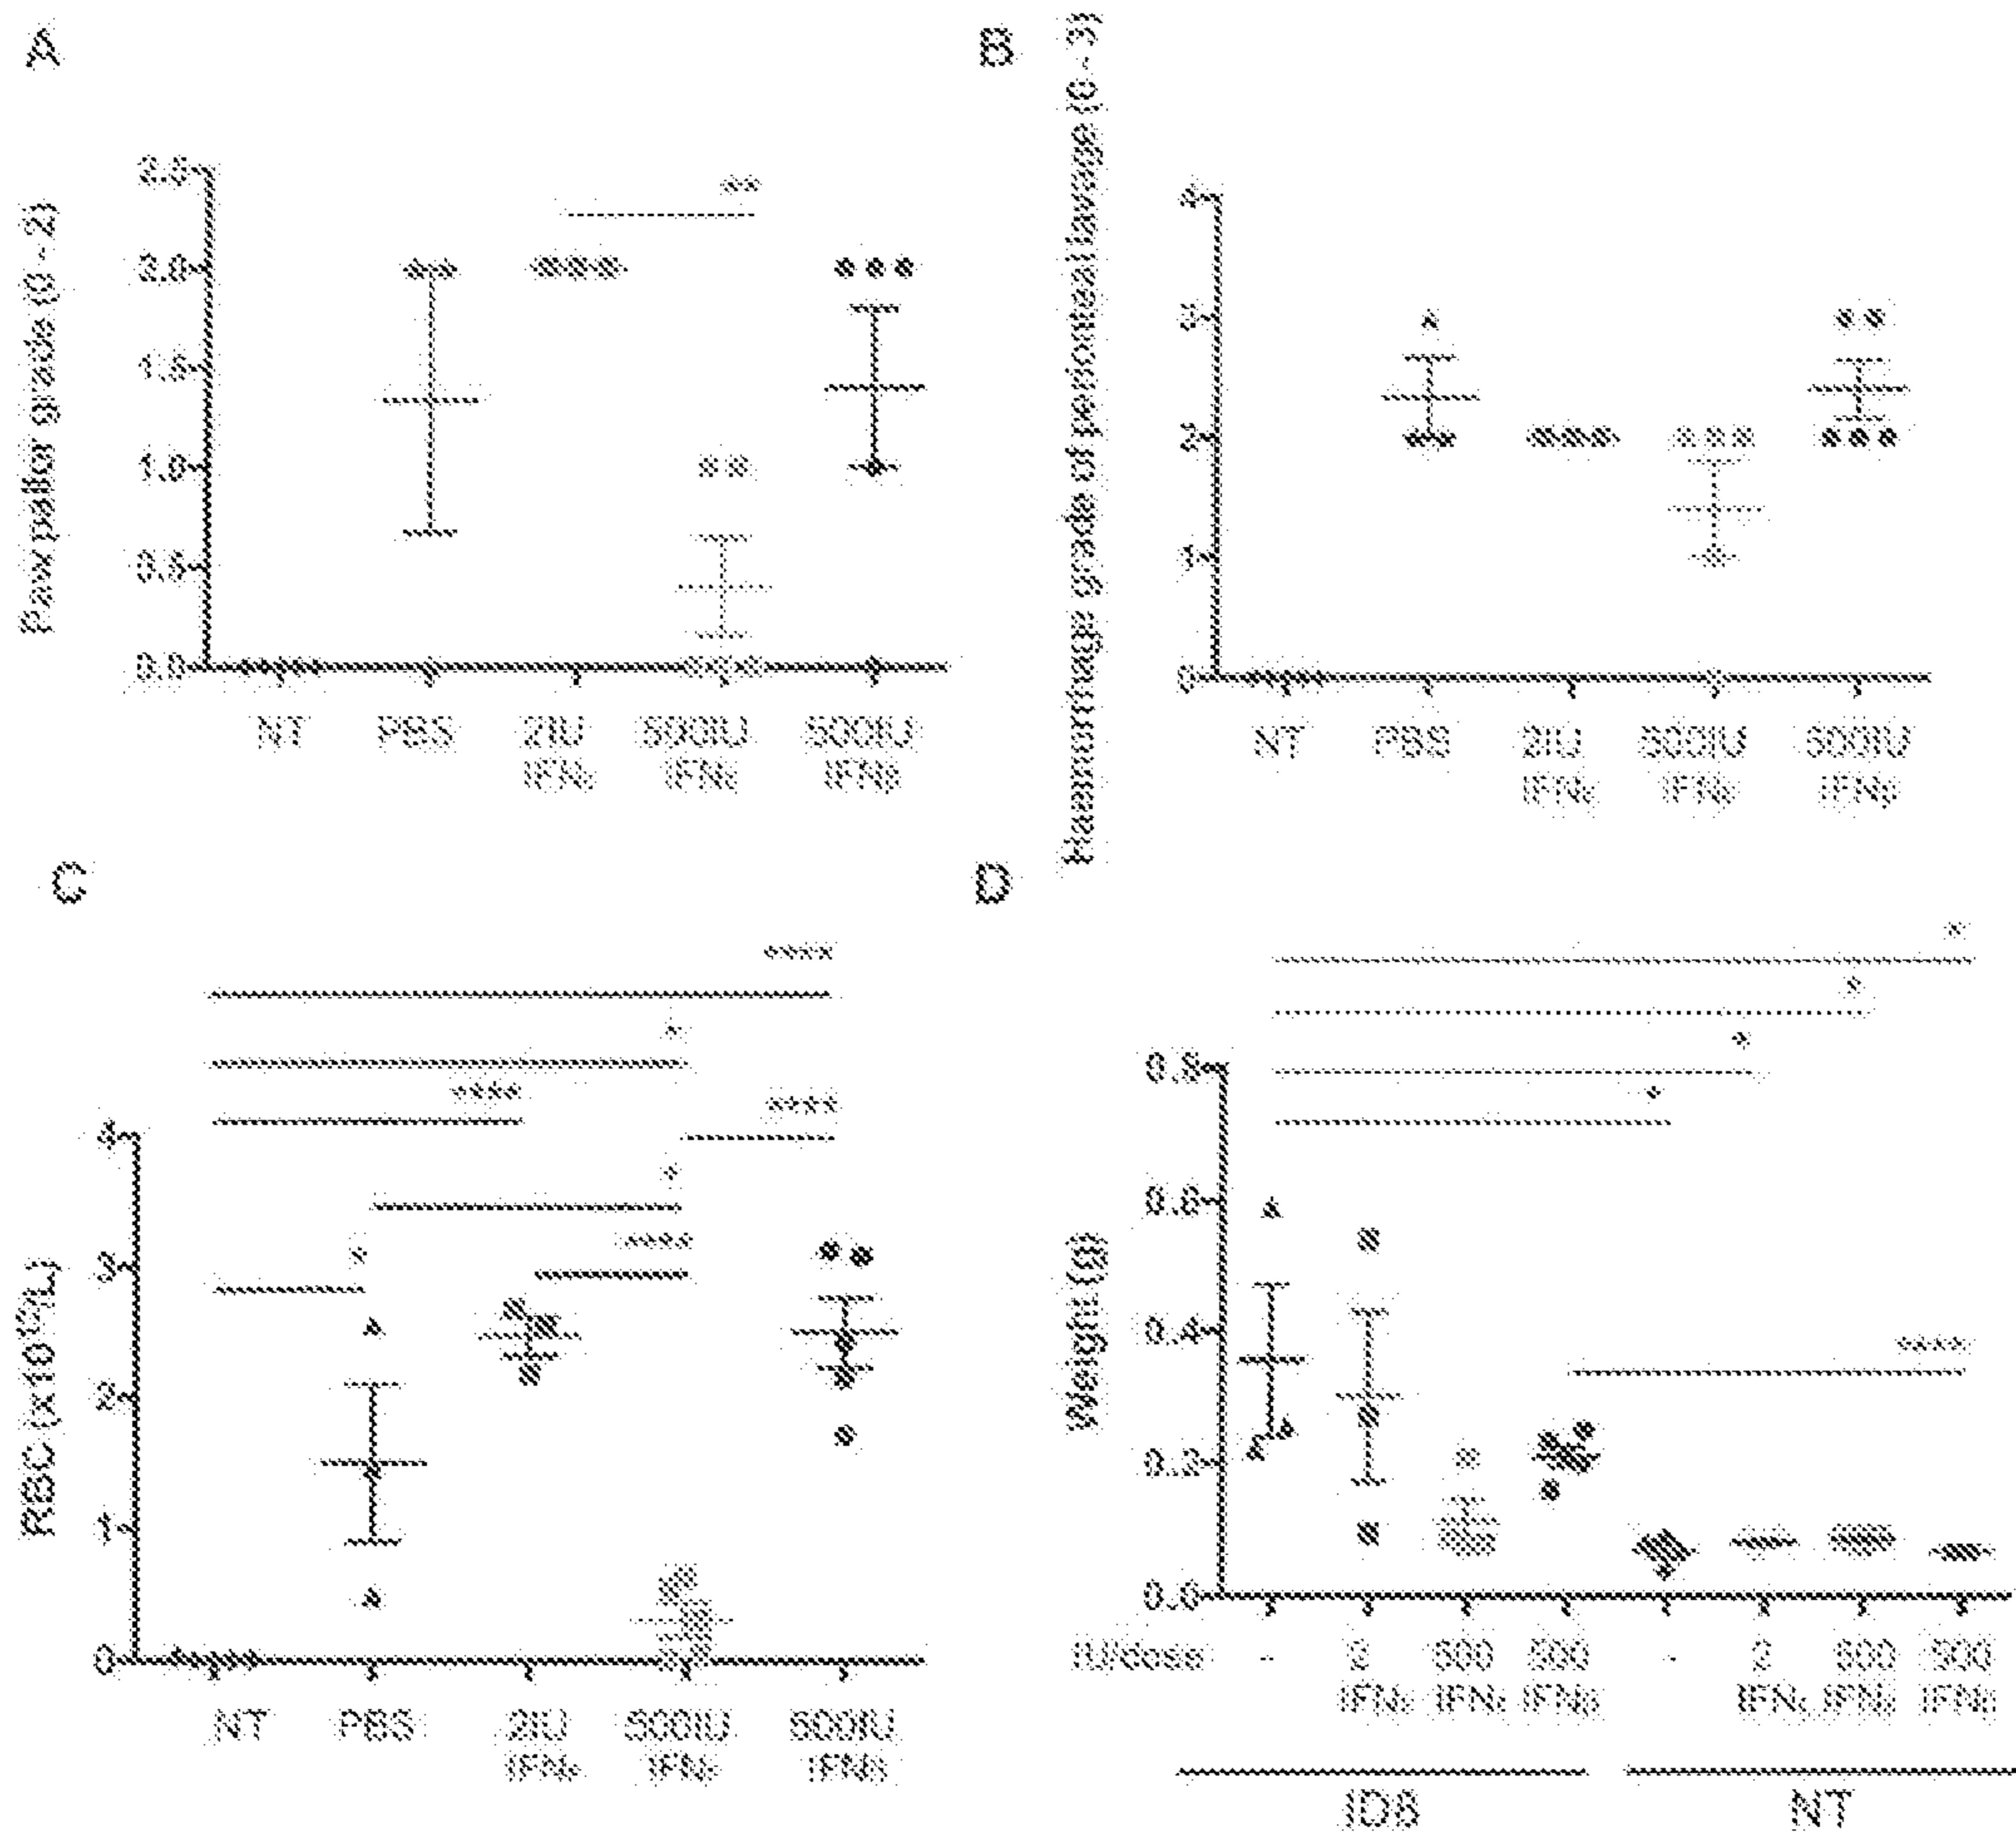 A
Paw pallor grade (0 - 2)
2.5
2.0
1.5
1.0
0.5
0.0
**
NT PBS 2IU 500IU 500IU
IFNε IFNε IFNβ
B
Haemorrhage grade of peritoneal lavage (0 - 3)
4
3
2
1
0
NT PBS 2IU 500IU 500IU
IFNε IFNε IFNβ
C
RBC (x10¹²/L)
4
3
2
1
0
****
*
****
****
*
****
*
NT PBS 2IU 500IU 500IU
IFNε IFNε IFNβ
D
Weight (g)
0.8
0.6
0.4
0.2
0.0
*
*
*
*
****
IU/dose - 2 500 500 - 2 500 500
IFNε IFNε IFNβ IFNε IFNε IFNβ
ID8 NT